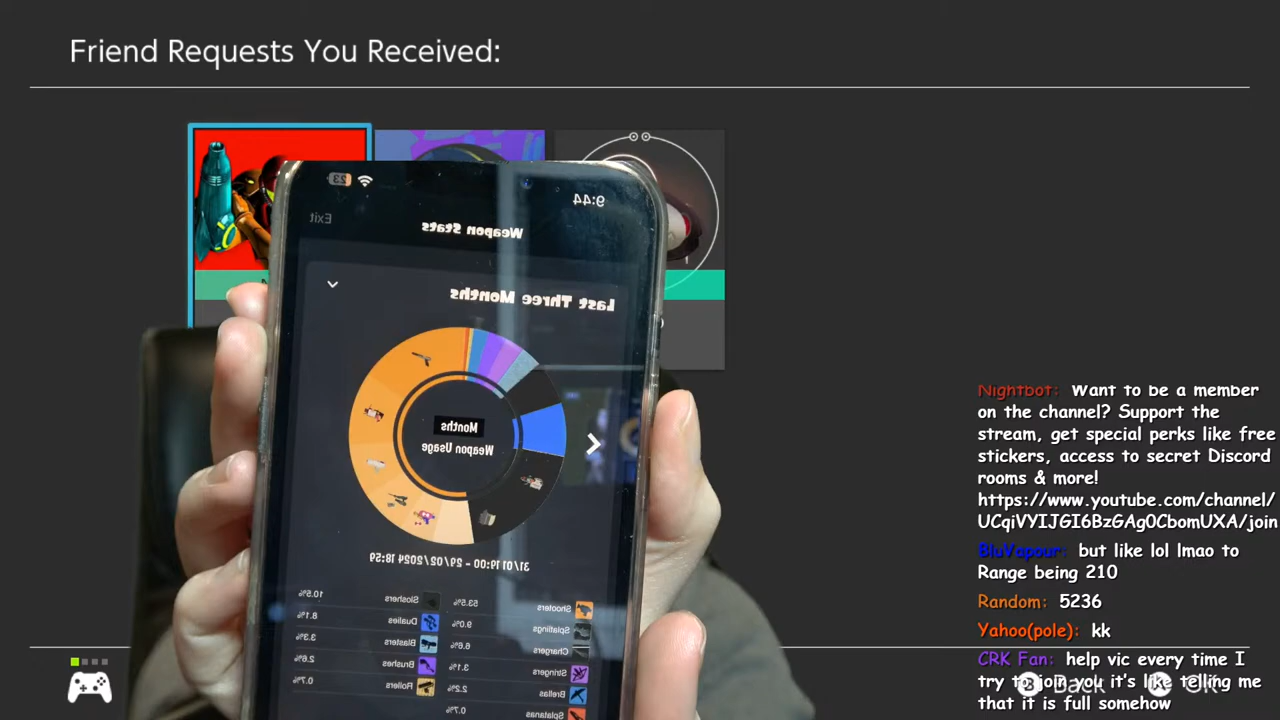 Friend Requests You Received:
23
9:44
Exit
Weapon Stats
Last Three Months
Months
Weapon Usage
31/01 19:00 - 29/02/2024 18:59
Shooters 53.5%
Sloshers 10.5%
Splatlings 9.0%
Dualies 8.1%
Chargers 6.6%
Blasters 3.3%
Stringers 3.1%
Brushes 2.6%
Brellas 2.2%
Rollers 0.7%
Splatanas 0.7%
Nightbot: Want to be a member
on the channel? Support the
stream, get special perks like free
stickers, access to secret Discord
rooms & more!
https://www.youtube.com/channel/
UCqiVYIJGI6BzGAg0CbomUXA/join
BluVapour: but like lol lmao to
Range being 210
Random: 5236
Yahoo(pole): kk
CRK Fan: help vic every time I
try to join you it's like telling me
that it is full somehow
Back